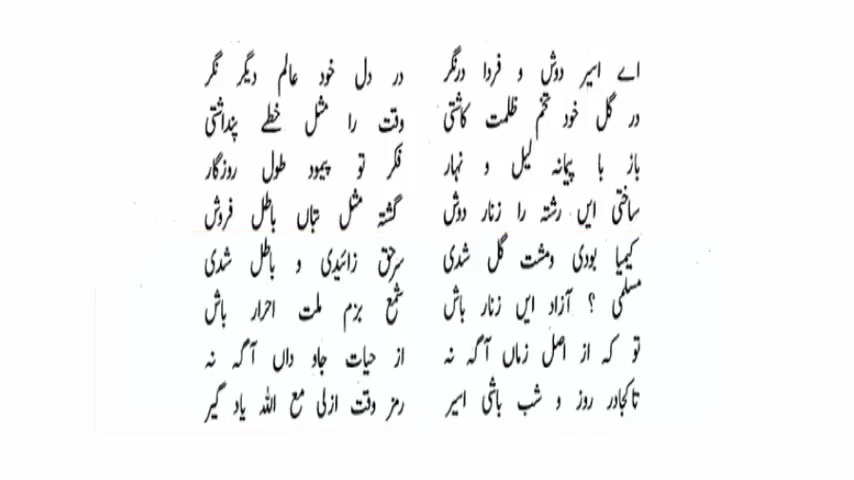 اے اسیر دوش و فردا درنگر در دل خود عالم دیگر نگر
در گل خود تخم ظلمت کاشتی وقت را مثل خطے پنداشتی
باز با پیمانہ لیل و نہار فکر تو پیمود طول روزگار
ساختی ایں رشتہ را زنار دوش گشتہ مثل بتاں باطل فروش
کیمیا بودی ومشت گل شدی سرحق زائیدی و باطل شدی
مسلمی ؟ آزاد ایں زنار باش شمع بزم ملت احرار باش
تو کہ از اصل زماں آگہ نہ از حیات جاو داں آگہ نہ
تاکجادر روز و شب باشی اسیر رمز وقت ازلی مع اللہ یاد گیر